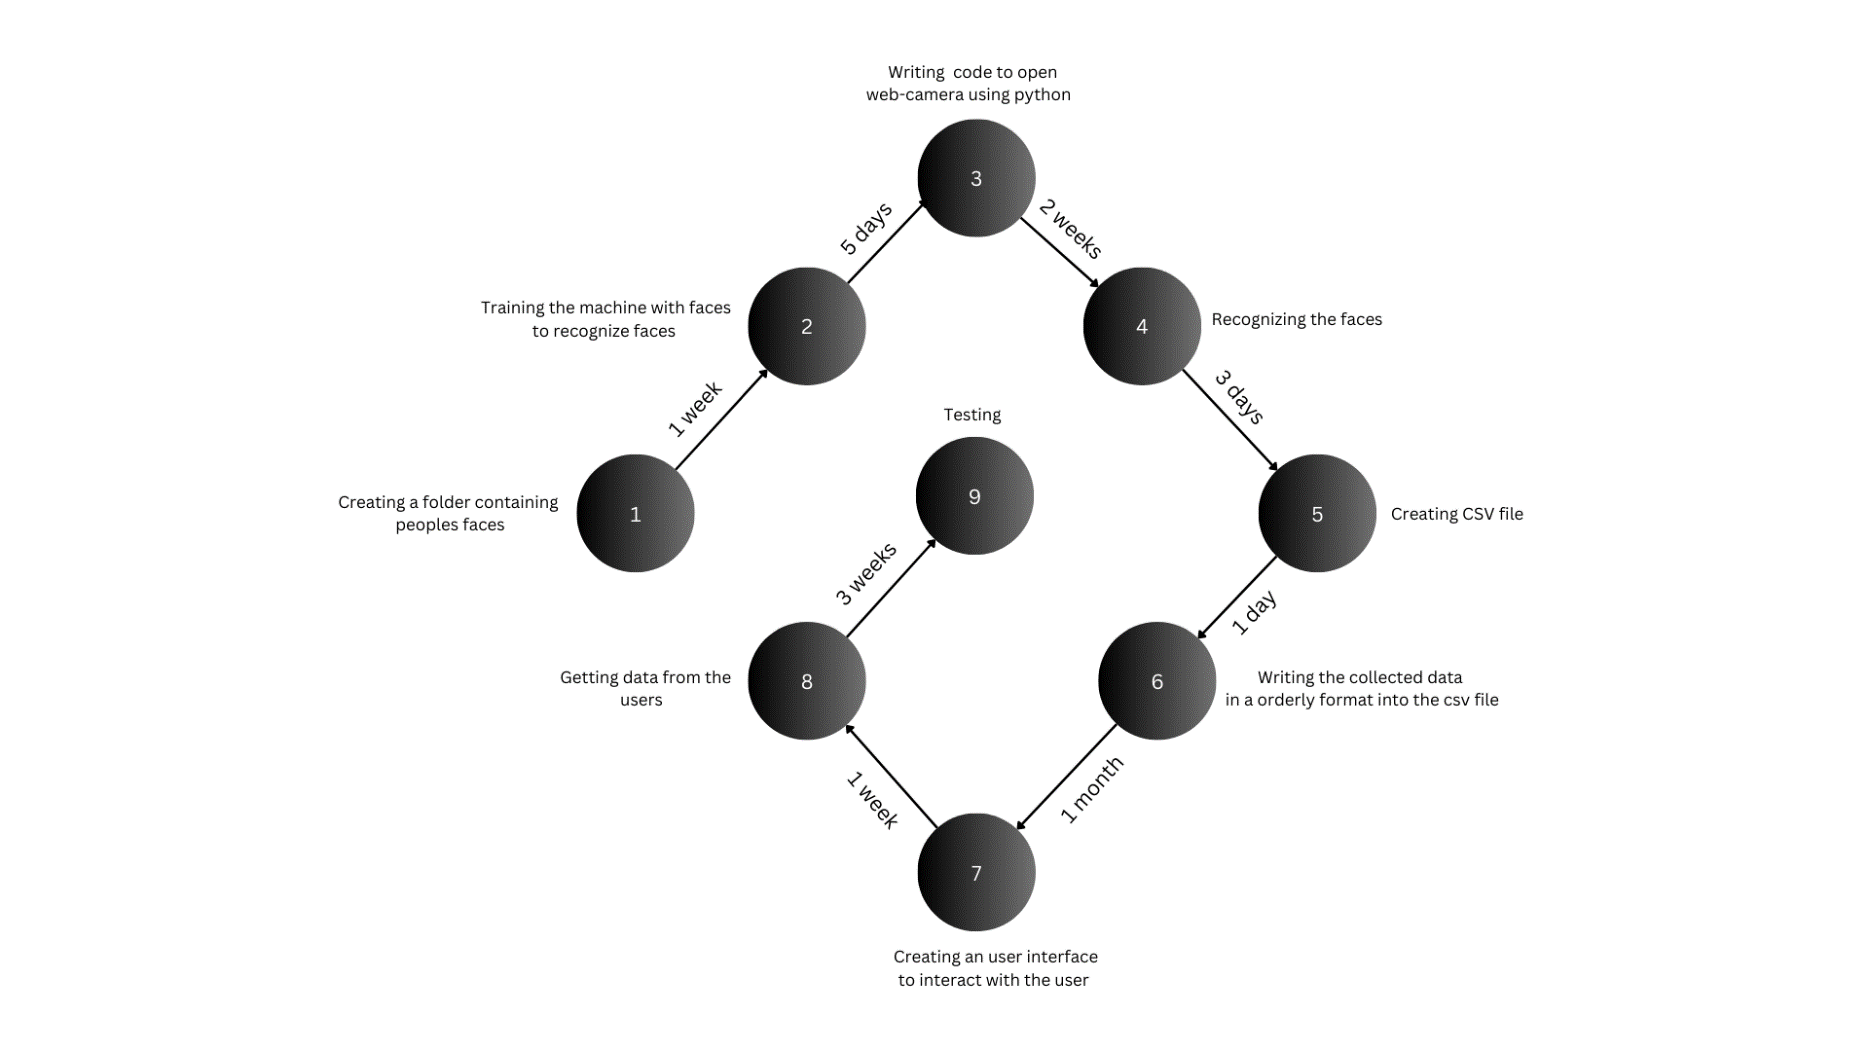 Writing code to open
web-camera using python
3
5 days
2 weeks
Training the machine with faces
to recognize faces
2
4
Recognizing the faces
1 week
3 days
Testing
Creating a folder containing
peoples faces
1
9
5
Creating CSV file
3 weeks
1 day
Getting data from the
users
8
6
Writing the collected data
in a orderly format into the csv file
1 week
1 month
7
Creating an user interface
to interact with the user